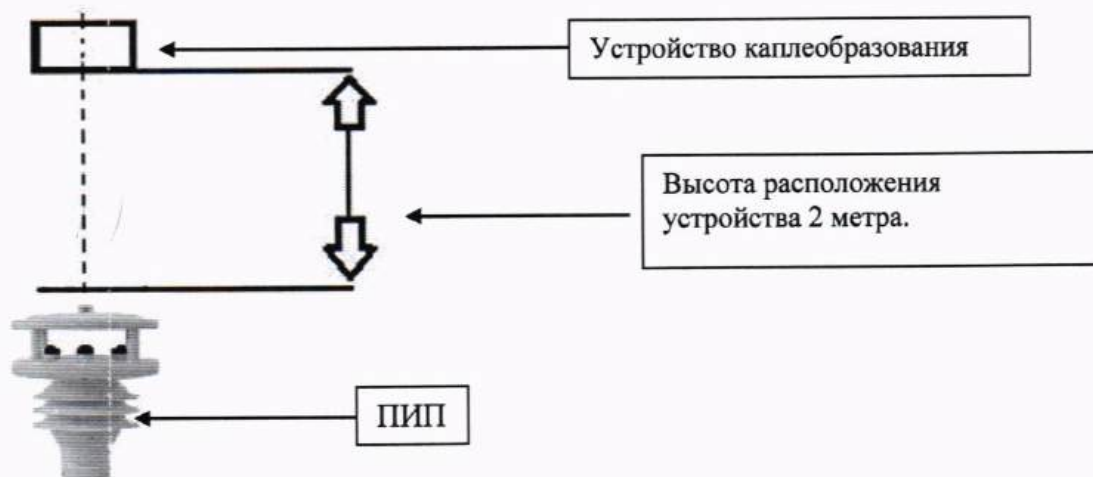 Устройство каплеобразования
Высота расположения
устройства 2 метра.
ПИП